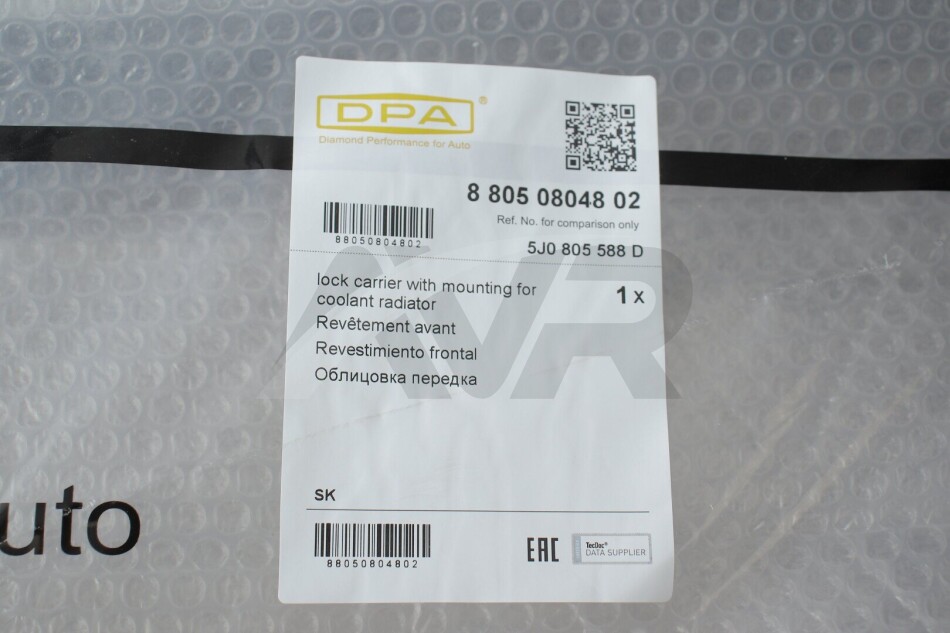 DPA®
Diamond Performance for Auto
8 805 08048 02
Ref. No. for comparison only
88050804802
5J0 805 588 D
lock carrier with mounting for
coolant radiator
1 x
Revêtement avant
Revestimiento frontal
Облицовка передка
AVR
SK
88050804802
EAC
TecDoc®
DATA SUPPLIER
uto